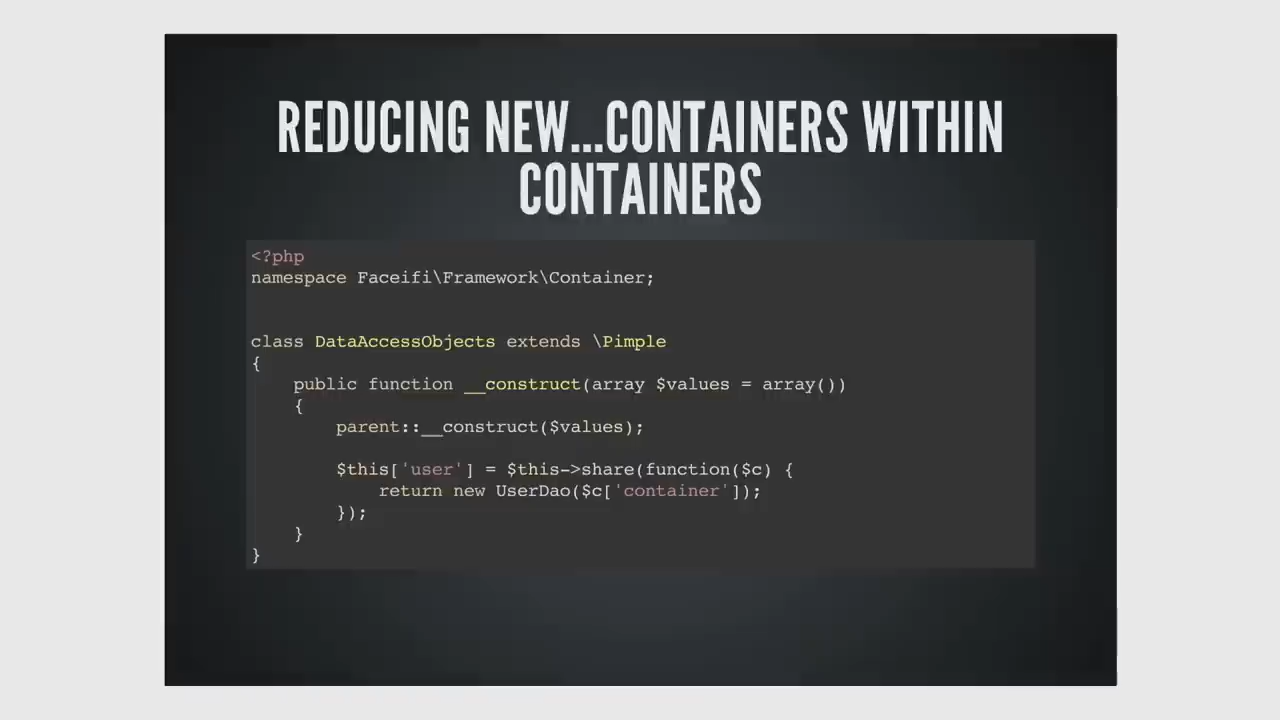 REDUCING NEW...CONTAINERS WITHIN
CONTAINERS
<?php
namespace Faceifi\Framework\Container;
class DataAccessObjects extends \Pimple
{
    public function __construct(array $values = array())
    {
        parent::__construct($values);
        $this['user'] = $this->share(function($c) {
            return new UserDao($c['container']);
        });
    }
}